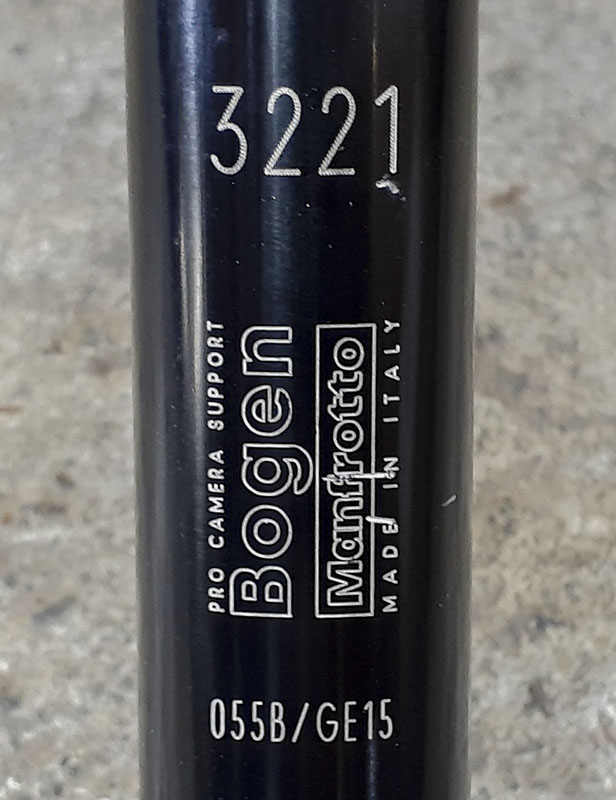 3221
PRO CAMERA SUPPORT
Bogen
Manfrotto
MADE IN ITALY
055B/GE15